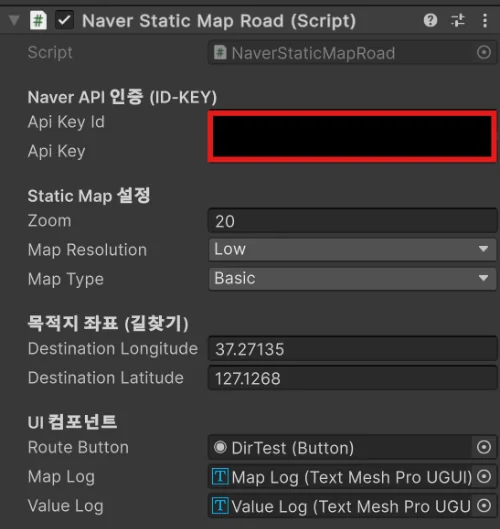 Naver Static Map Road (Script)
Script NaverStaticMapRoad
Naver API 인증 (ID-KEY)
Api Key Id
Api Key
Static Map 설정
Zoom 20
Map Resolution Low
Map Type Basic
목적지 좌표 (길찾기)
Destination Longitude 37.27135
Destination Latitude 127.1268
UI 컴포넌트
Route Button DirTest (Button)
Map Log Map Log (Text Mesh Pro UGUI)
Value Log Value Log (Text Mesh Pro UGU